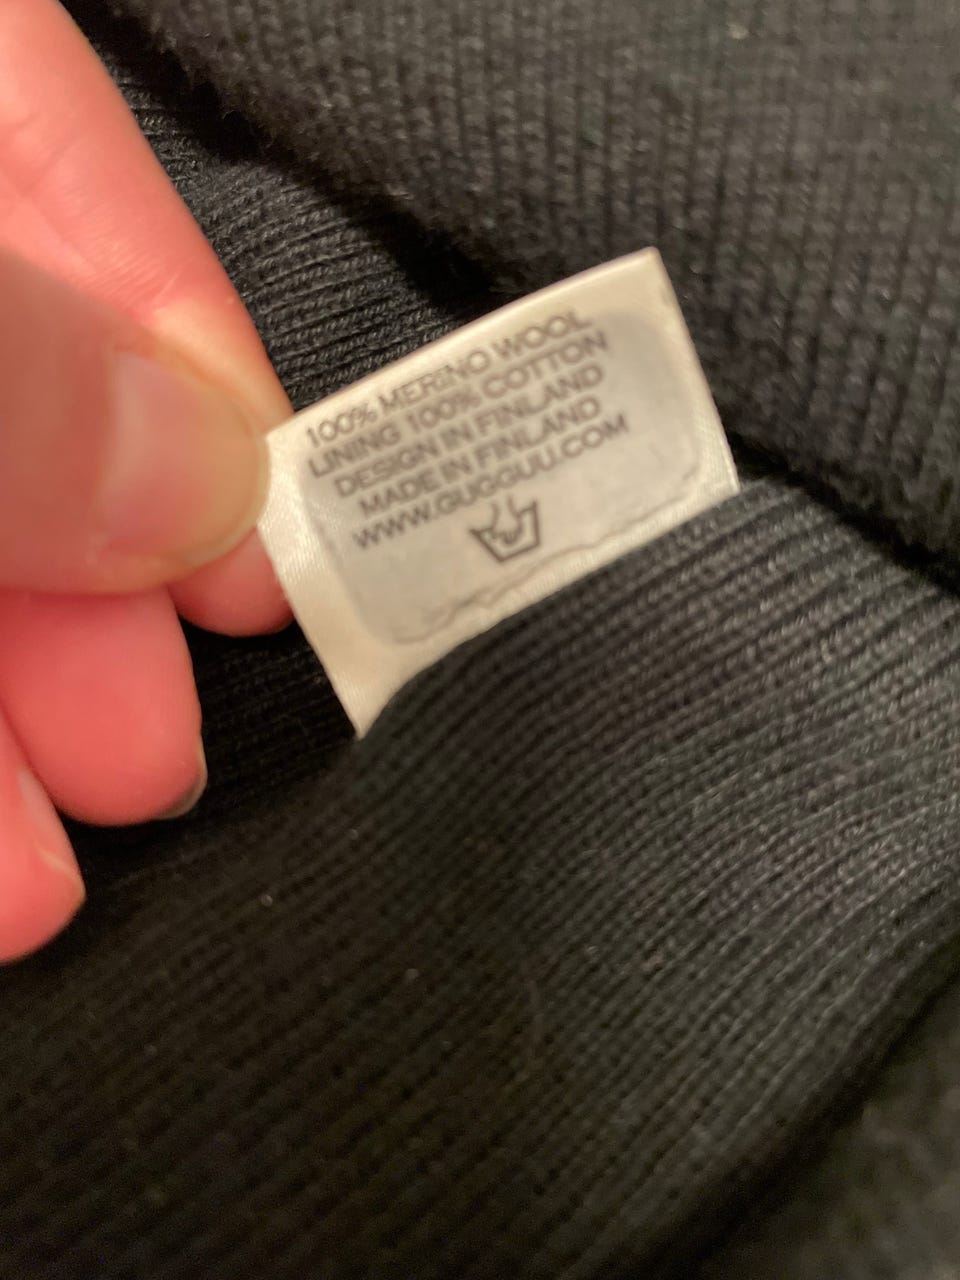 100% MERINO WOOL
LINING 100% COTTON
DESIGN IN FINLAND
MADE IN FINLAND
WWW.GUGGUU.COM